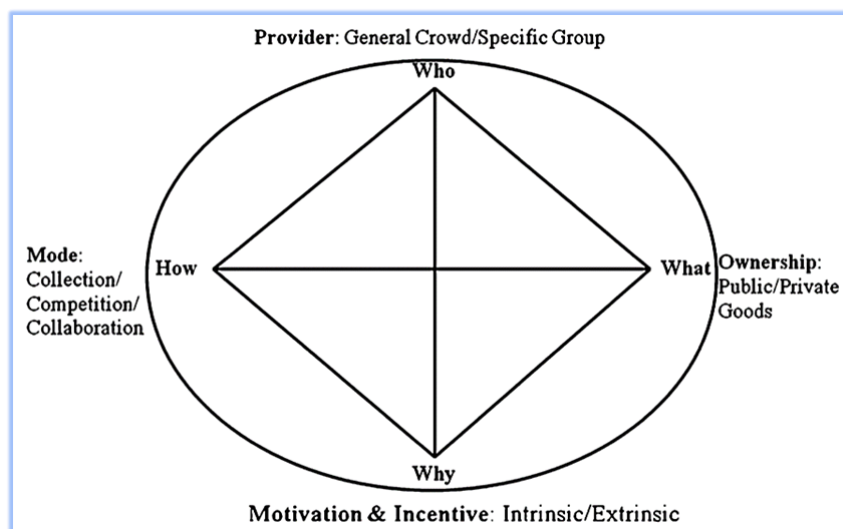 Provider: General Crowd/Specific Group
Who
Mode:
Collection/
Competition/
Collaboration
How
What
Ownership:
Public/Private
Goods
Why
Motivation & Incentive: Intrinsic/Extrinsic